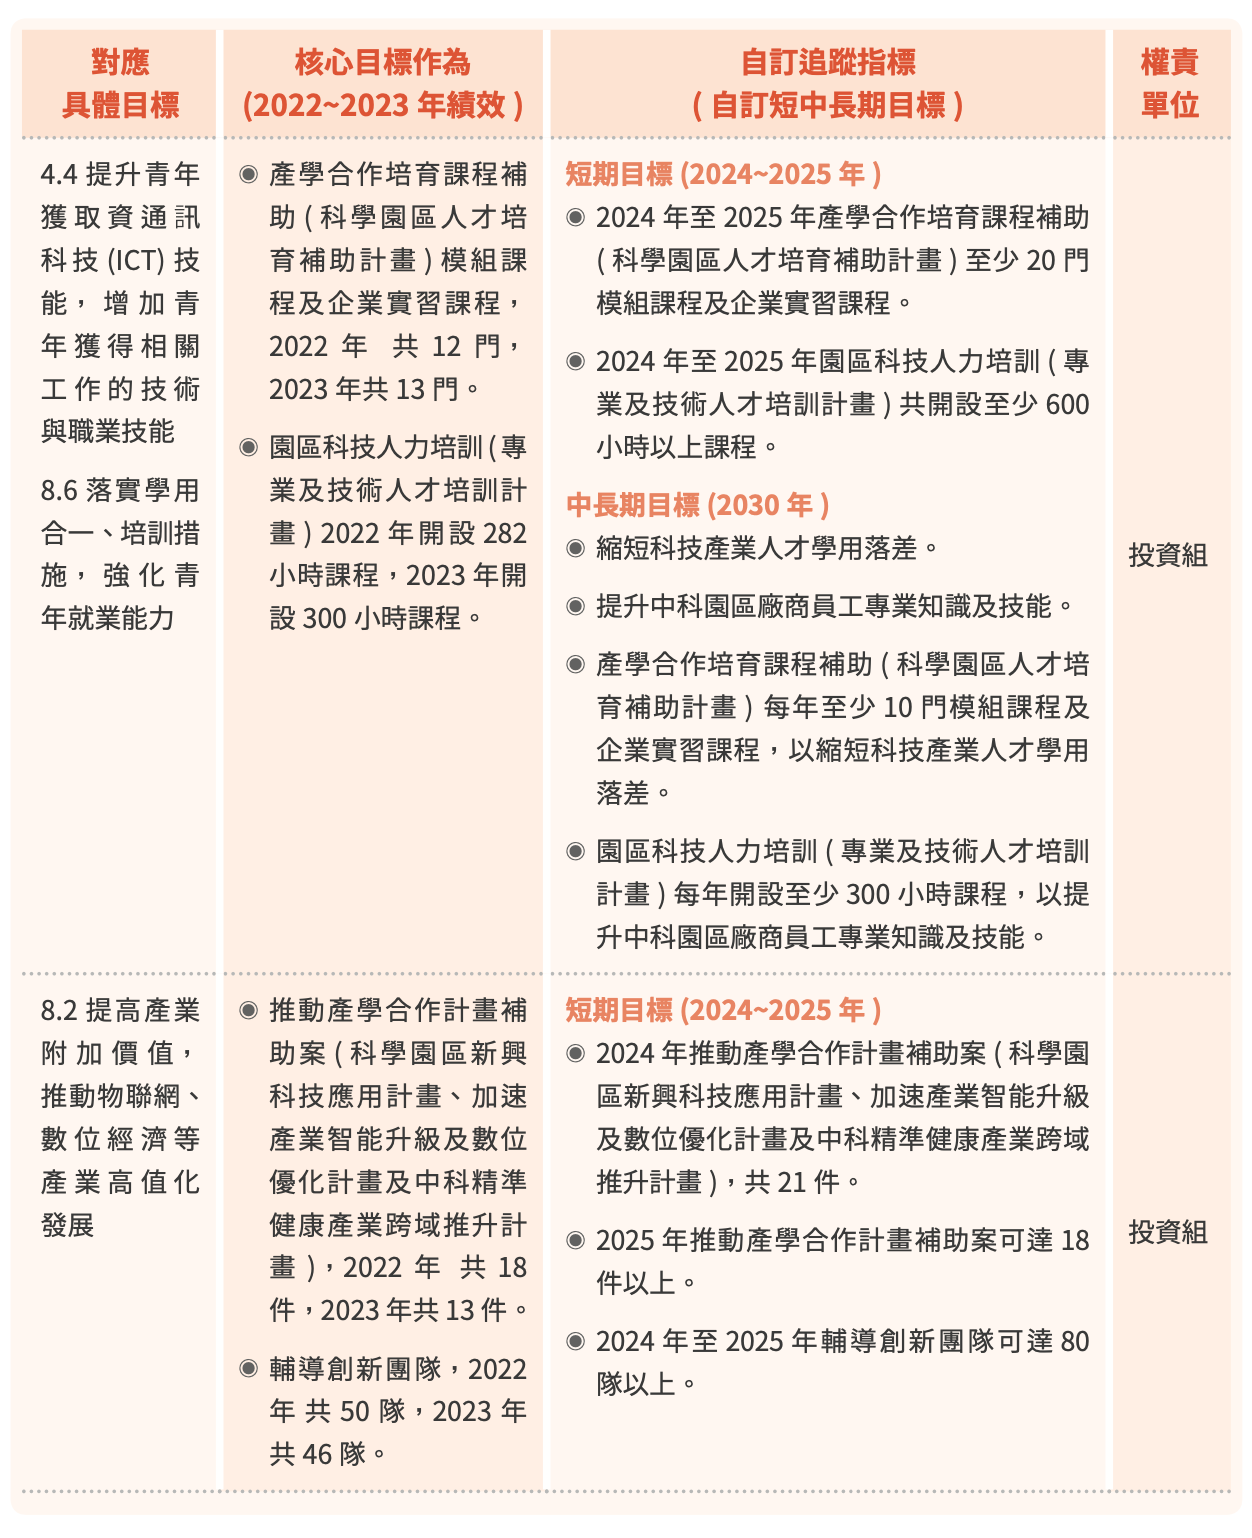 對應
具體目標
核心目標作為
(2022~2023 年績效 )
自訂追蹤指標
( 自訂短中長期目標 )
權責
單位
4.4 提升青年
獲取資通訊
科技 (ICT) 技
能，增加青
年獲得相關
工作的技術
與職業技能
8.6 落實學用
合一、培訓措
施，強化青
年就業能力
◉ 產學合作培育課程補
助 ( 科學園區人才培
育補助計畫 ) 模組課
程及企業實習課程，
2022 年 共 12 門，
2023 年共 13 門。
◉ 園區科技人力培訓 ( 專
業及技術人才培訓計
畫 ) 2022 年開設 282
小時課程，2023 年開
設 300 小時課程。
短期目標 (2024~2025 年 )
◉ 2024 年至 2025 年產學合作培育課程補助
( 科學園區人才培育補助計畫 ) 至少 20 門
模組課程及企業實習課程。
◉ 2024 年至 2025 年園區科技人力培訓 ( 專
業及技術人才培訓計畫 ) 共開設至少 600
小時以上課程。
中長期目標 (2030 年 )
◉ 縮短科技產業人才學用落差。
◉ 提升中科園區廠商員工專業知識及技能。
◉ 產學合作培育課程補助 ( 科學園區人才培
育補助計畫 ) 每年至少 10 門模組課程及
企業實習課程，以縮短科技產業人才學用
落差。
◉ 園區科技人力培訓 ( 專業及技術人才培訓
計畫 ) 每年開設至少 300 小時課程，以提
升中科園區廠商員工專業知識及技能。
投資組
8.2 提高產業
附加價值，
推動物聯網、
數位經濟等
產業高值化
發展
◉ 推動產學合作計畫補
助案 ( 科學園區新興
科技應用計畫、加速
產業智能升級及數位
優化計畫及中科精準
健康產業跨域推升計
畫 )，2022 年 共 18
件，2023 年共 13 件。
◉ 輔導創新團隊，2022
年 共 50 隊，2023 年
共 46 隊。
短期目標 (2024~2025 年 )
◉ 2024 年推動產學合作計畫補助案 ( 科學園
區新興科技應用計畫、加速產業智能升級
及數位優化計畫及中科精準健康產業跨域
推升計畫 )，共 21 件。
◉ 2025 年推動產學合作計畫補助案可達 18
件以上。
◉ 2024 年至 2025 年輔導創新團隊可達 80
隊以上。
投資組